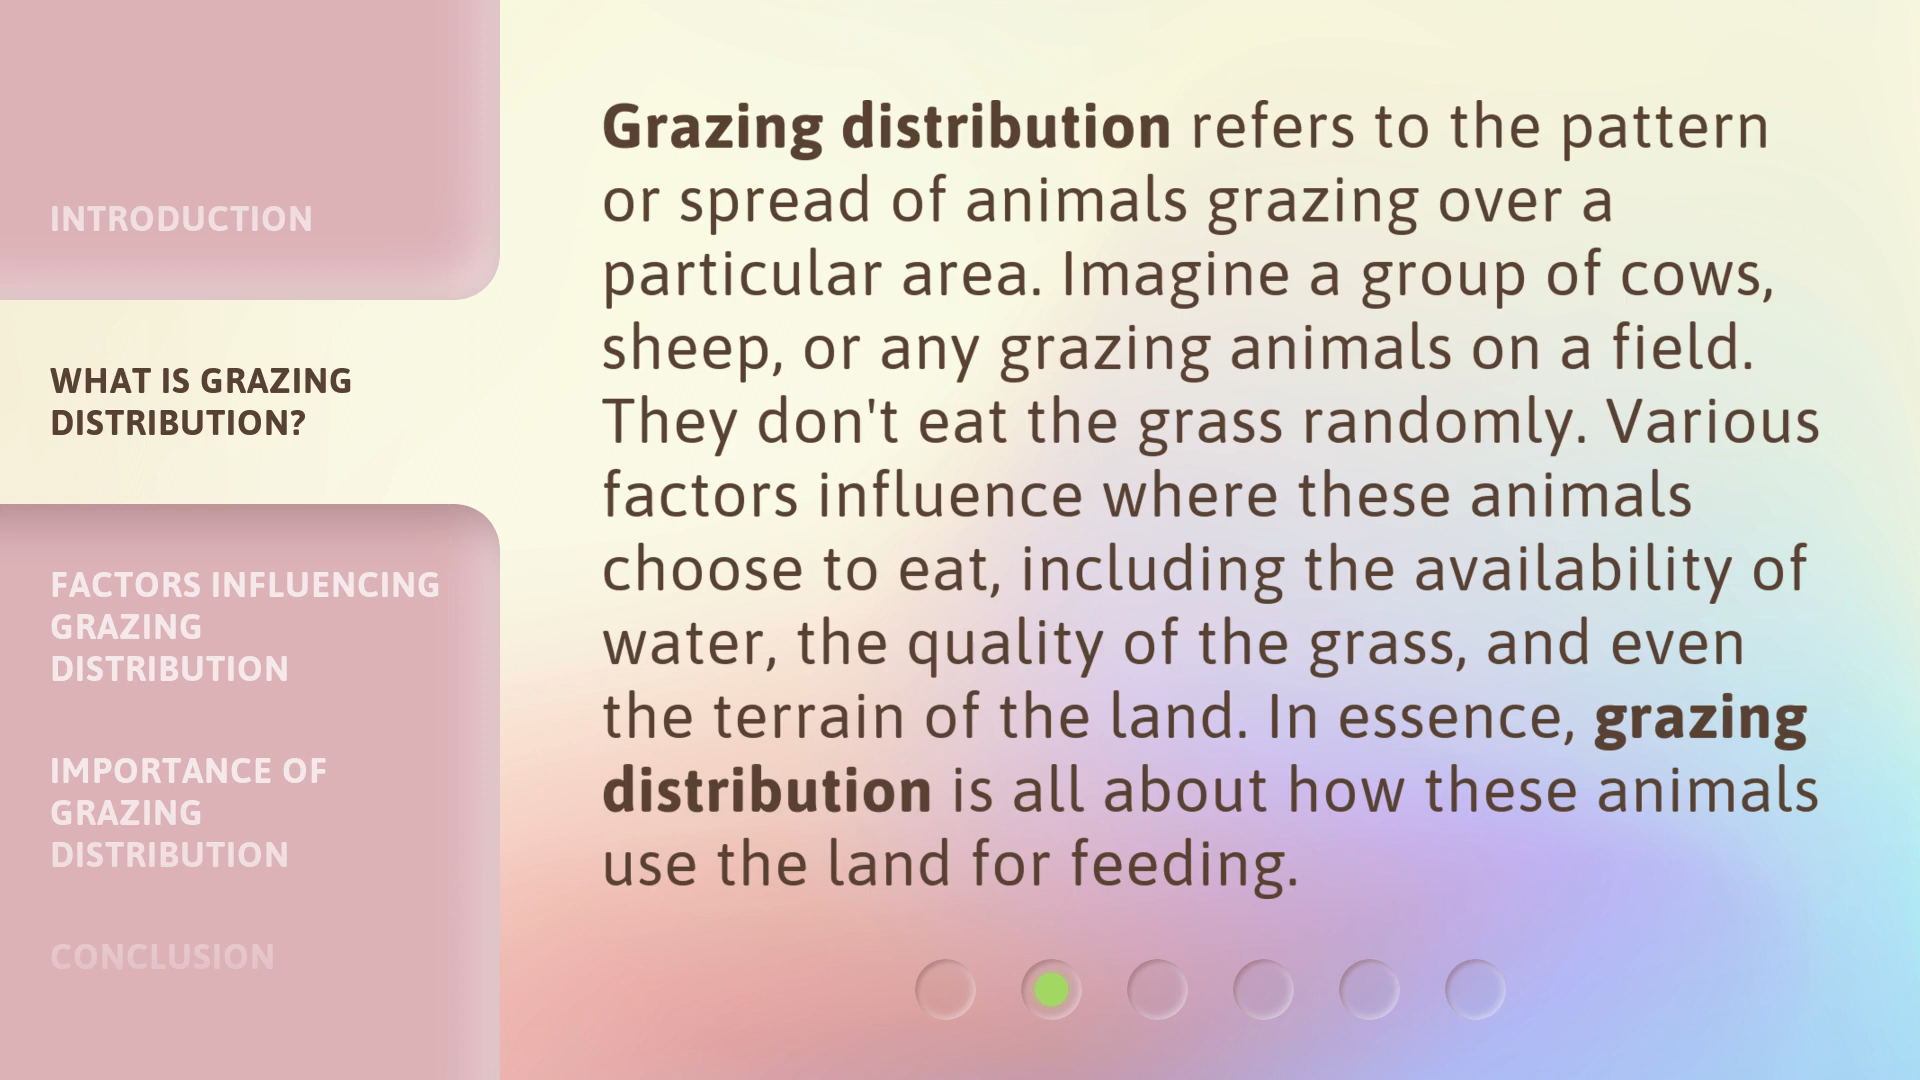 INTRODUCTION
WHAT IS GRAZING
DISTRIBUTION?
FACTORS INFLUENCING
GRAZING
DISTRIBUTION
IMPORTANCE OF
GRAZING
DISTRIBUTION
CONCLUSION
Grazing distribution refers to the pattern
or spread of animals grazing over a
particular area. Imagine a group of cows,
sheep, or any grazing animals on a field.
They don't eat the grass randomly. Various
factors influence where these animals
choose to eat, including the availability of
water, the quality of the grass, and even
the terrain of the land. In essence, grazing
distribution is all about how these animals
use the land for feeding.